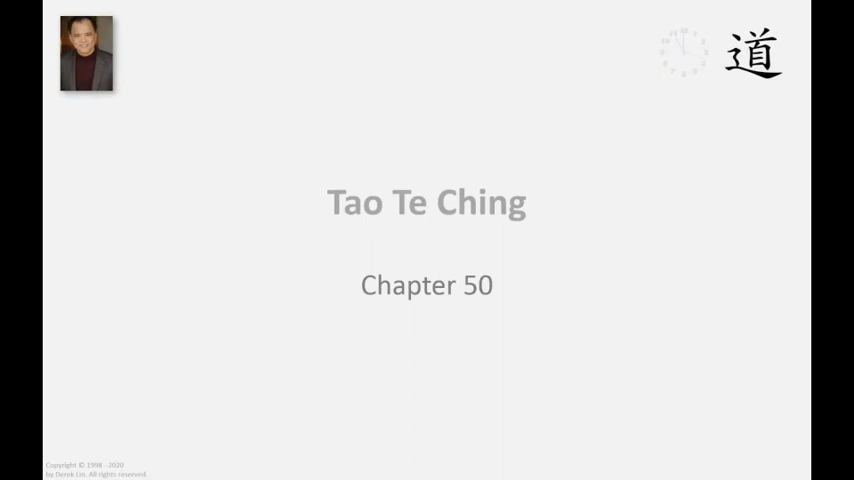 道
Tao Te Ching
Chapter 50
Copyright © 1998 - 2020
by Derek Lin. All rights reserved.